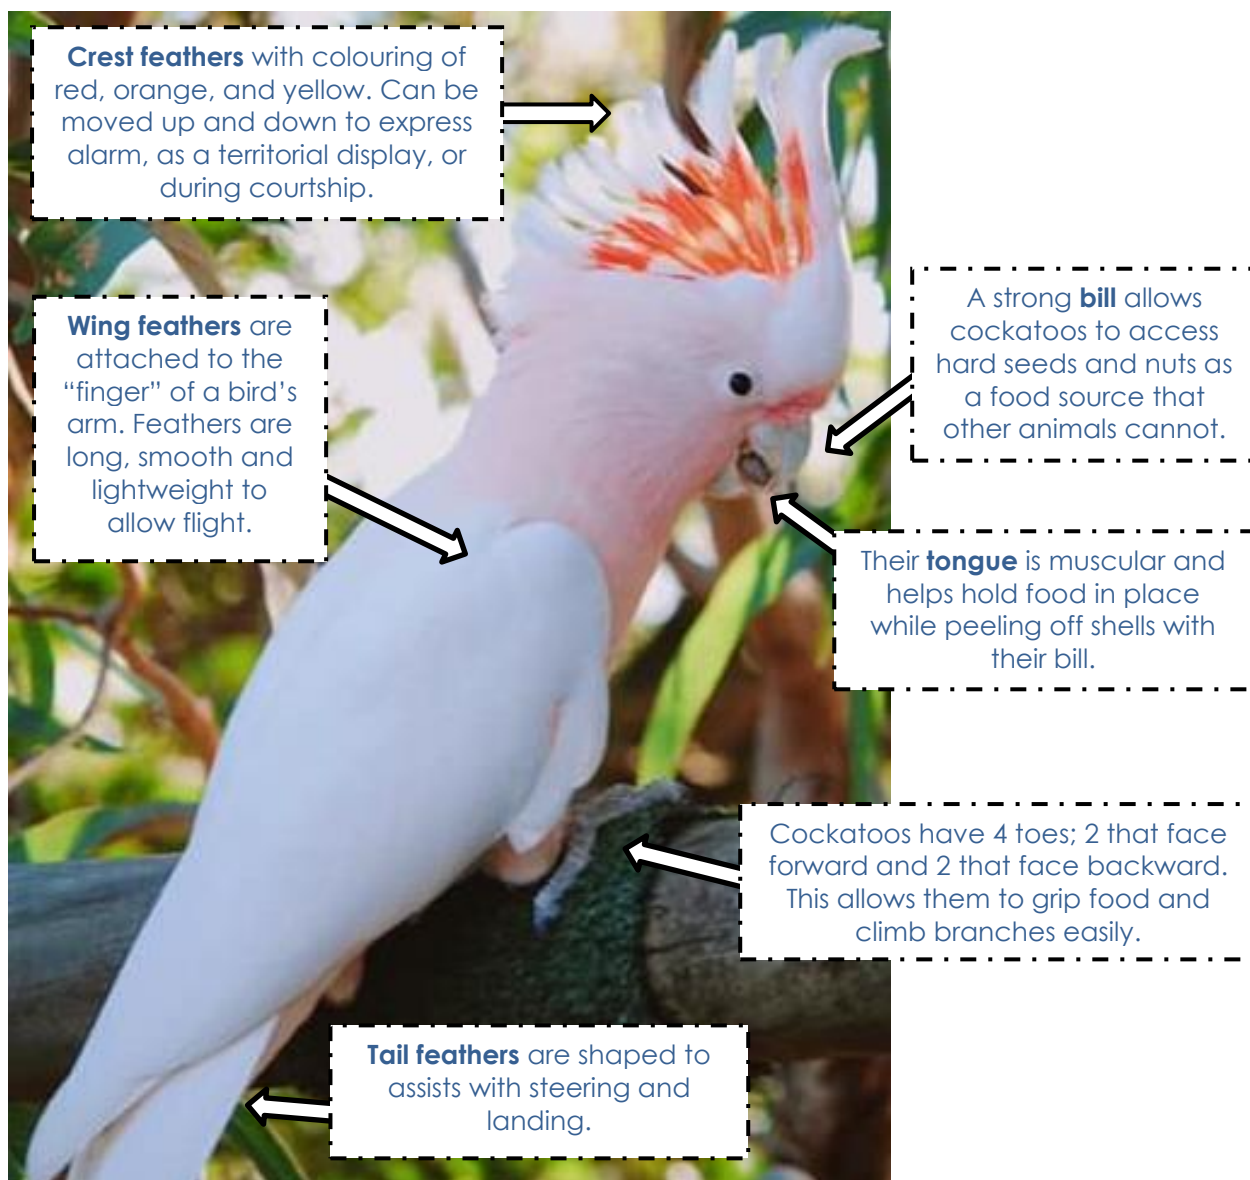 Crest feathers with colouring of
red, orange, and yellow. Can be
moved up and down to express
alarm, as a territorial display, or
during courtship.
Wing feathers are
attached to the
“finger” of a bird’s
arm. Feathers are
long, smooth and
lightweight to
allow flight.
A strong bill allows
cockatoos to access
hard seeds and nuts as
a food source that
other animals cannot.
Their tongue is muscular and
helps hold food in place
while peeling off shells with
their bill.
Cockatoos have 4 toes; 2 that face
forward and 2 that face backward.
This allows them to grip food and
climb branches easily.
Tail feathers are shaped to
assists with steering and
landing.